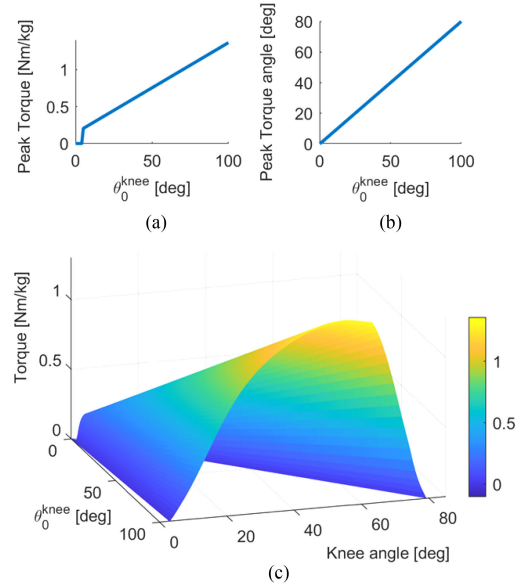 Peak Torque [Nm/kg]
1
0.5
0
0 50 100
θ₀ᵏⁿᵉᵉ [deg]
(a)
Peak Torque angle [deg]
80
60
40
20
0
0 50 100
θ₀ᵏⁿᵉᵉ [deg]
(b)
Torque [Nm/kg]
1
0.5
0
0
50
100
θ₀ᵏⁿᵉᵉ
[deg]
0
20
40
60
80
Knee angle [deg]
1
0.5
0
(c)